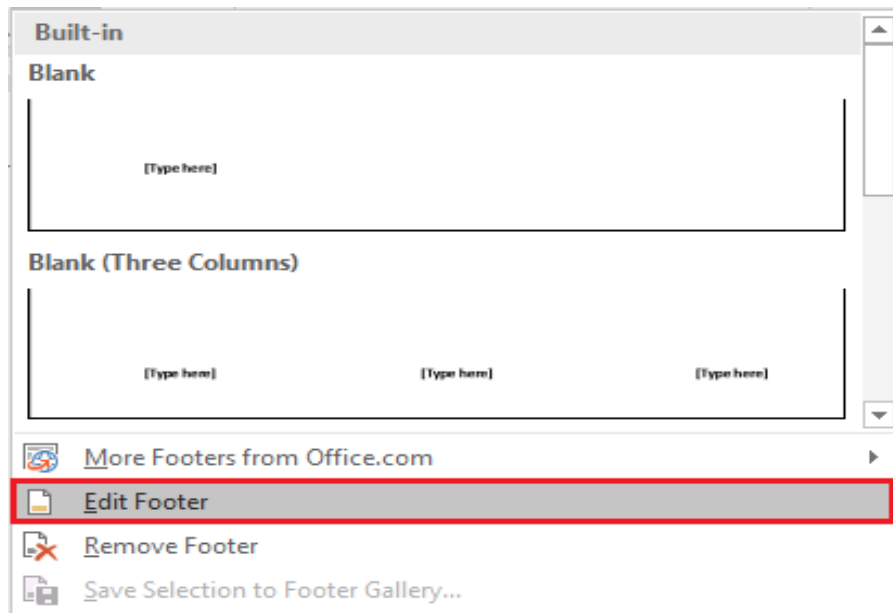 Built-in
Blank
[Type here]
Blank (Three Columns)
[Type here] [Type here] [Type here]
More Footers from Office.com
Edit Footer
Remove Footer
Save Selection to Footer Gallery...